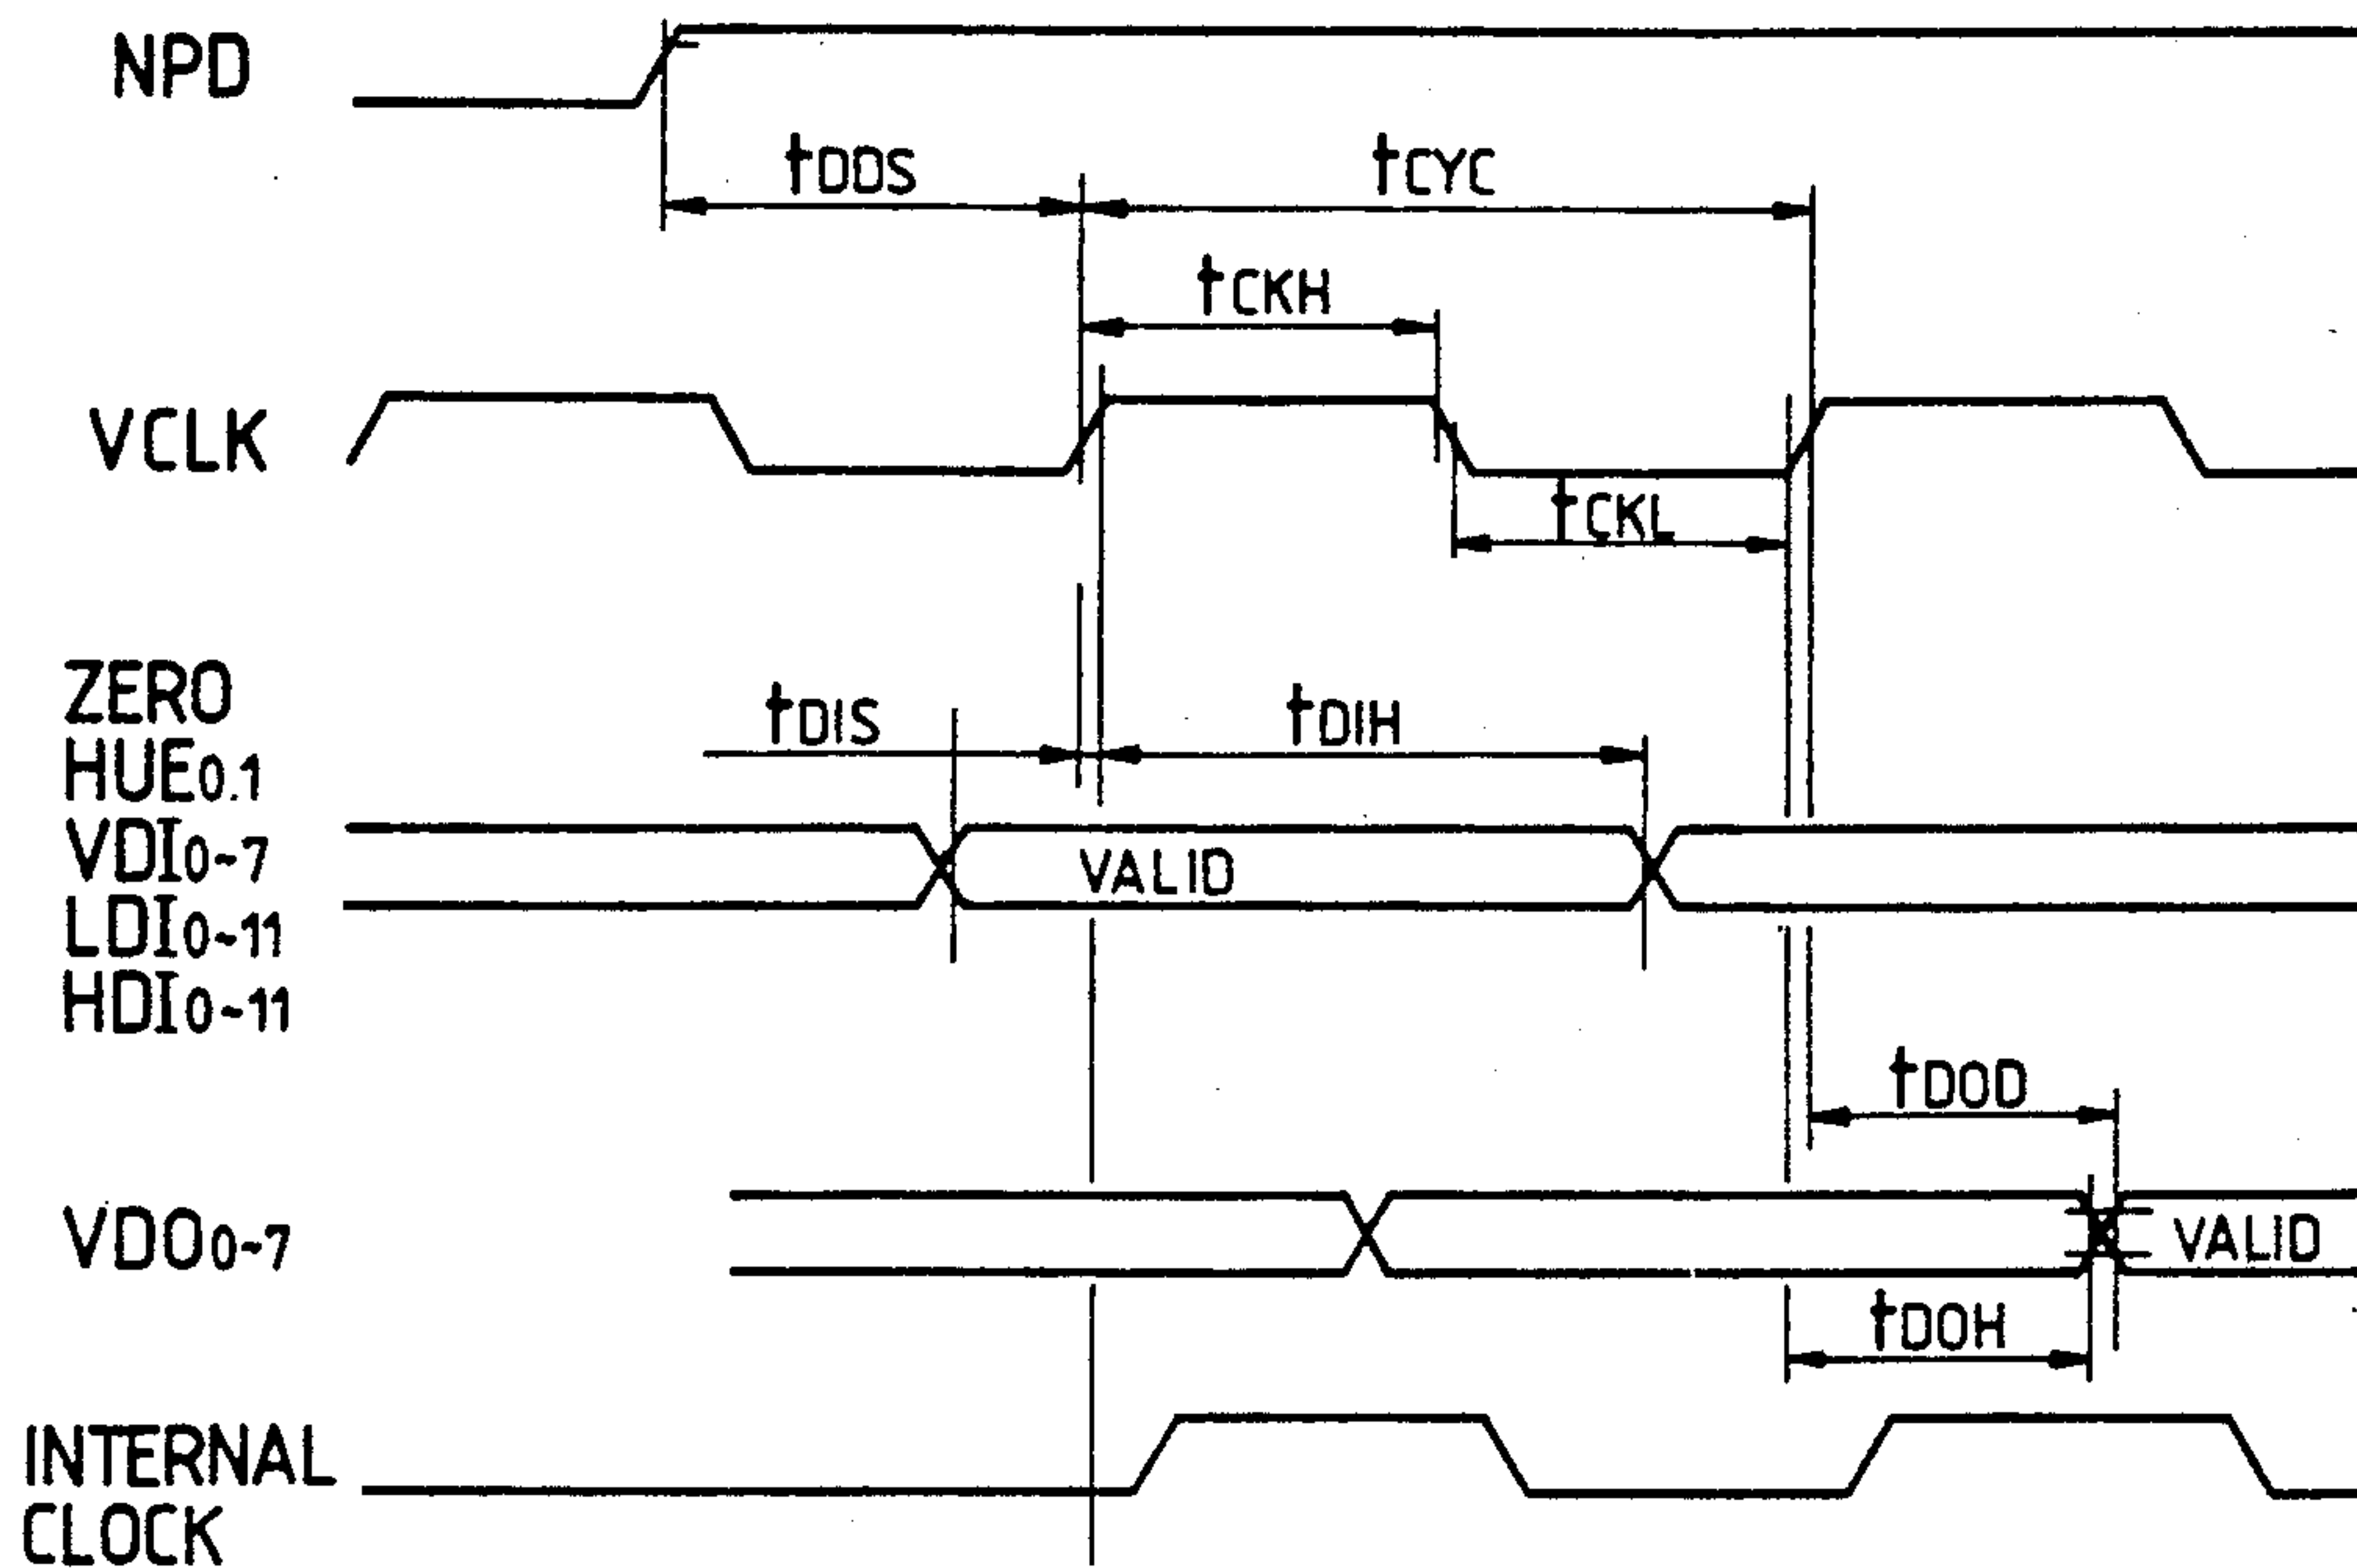 NPD
tDDS
tCYC
tCKH
VCLK
tCKL
ZERO
tDIS
tDIH
HUE0.1
VDI0~7
VALID
LDI0~11
HDI0~11
tDOD
VDO0~7
VALID
tDOH
INTERNAL
CLOCK